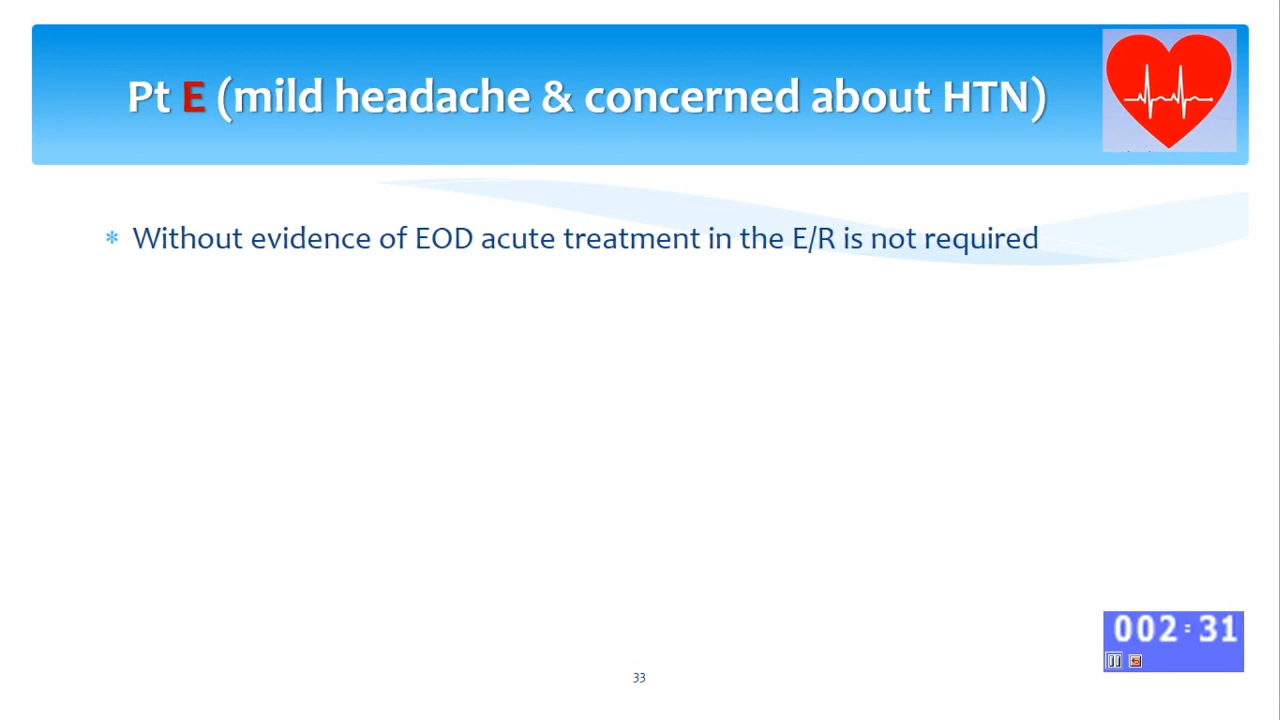 Pt E (mild headache & concerned about HTN)
* Without evidence of EOD acute treatment in the E/R is not required
002:31
33